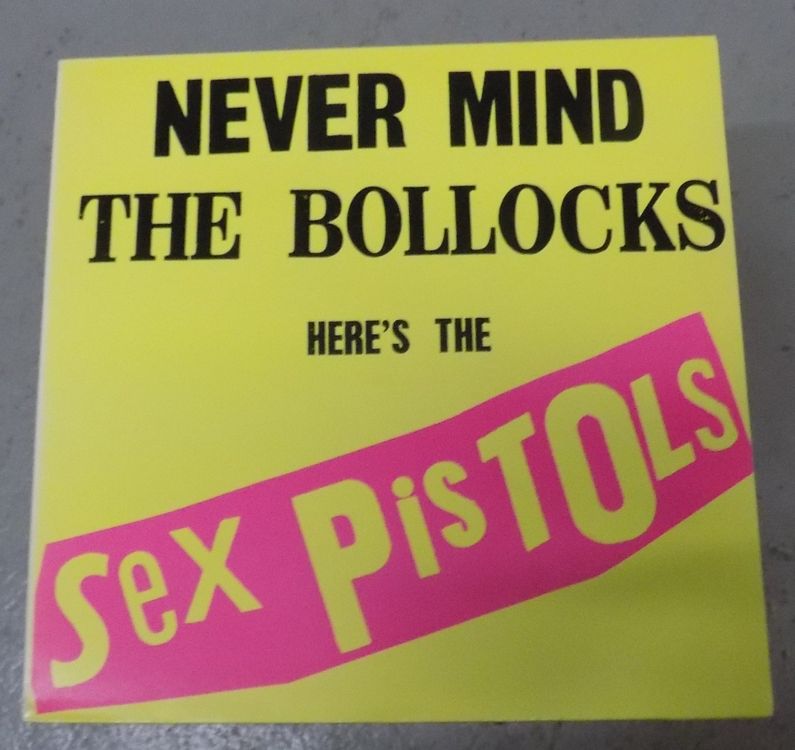 NEVER MIND
THE BOLLOCKS
HERE'S THE
Sex PiSTOLS